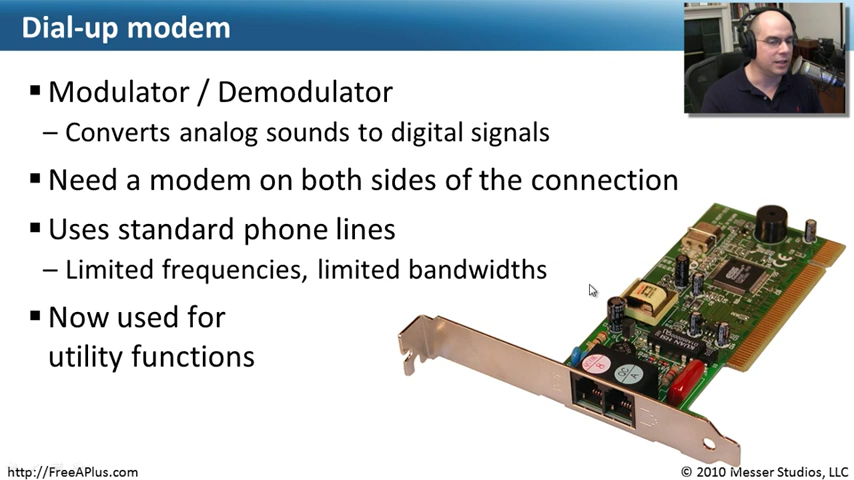 Dial-up modem
▪ Modulator / Demodulator
– Converts analog sounds to digital signals
▪ Need a modem on both sides of the connection
▪ Uses standard phone lines
– Limited frequencies, limited bandwidths
▪ Now used for
utility functions
http://FreeAPlus.com
© 2010 Messer Studios, LLC